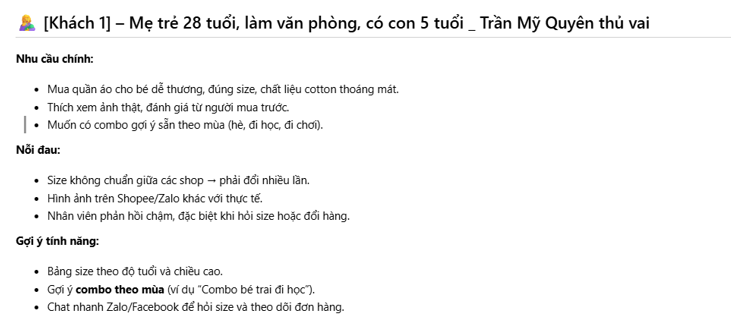 [Khách 1] – Mẹ trẻ 28 tuổi, làm văn phòng, có con 5 tuổi _ Trần Mỹ Quyên thủ vai
Nhu cầu chính:
• Mua quần áo cho bé dễ thương, đúng size, chất liệu cotton thoáng mát.
• Thích xem ảnh thật, đánh giá từ người mua trước.
• Muốn có combo gợi ý sẵn theo mùa (hè, đi học, đi chơi).
Nỗi đau:
• Size không chuẩn giữa các shop → phải đổi nhiều lần.
• Hình ảnh trên Shopee/Zalo khác với thực tế.
• Nhân viên phản hồi chậm, đặc biệt khi hỏi size hoặc đổi hàng.
Gợi ý tính năng:
• Bảng size theo độ tuổi và chiều cao.
• Gợi ý combo theo mùa (ví dụ “Combo bé trai đi học”).
• Chat nhanh Zalo/Facebook để hỏi size và theo dõi đơn hàng.